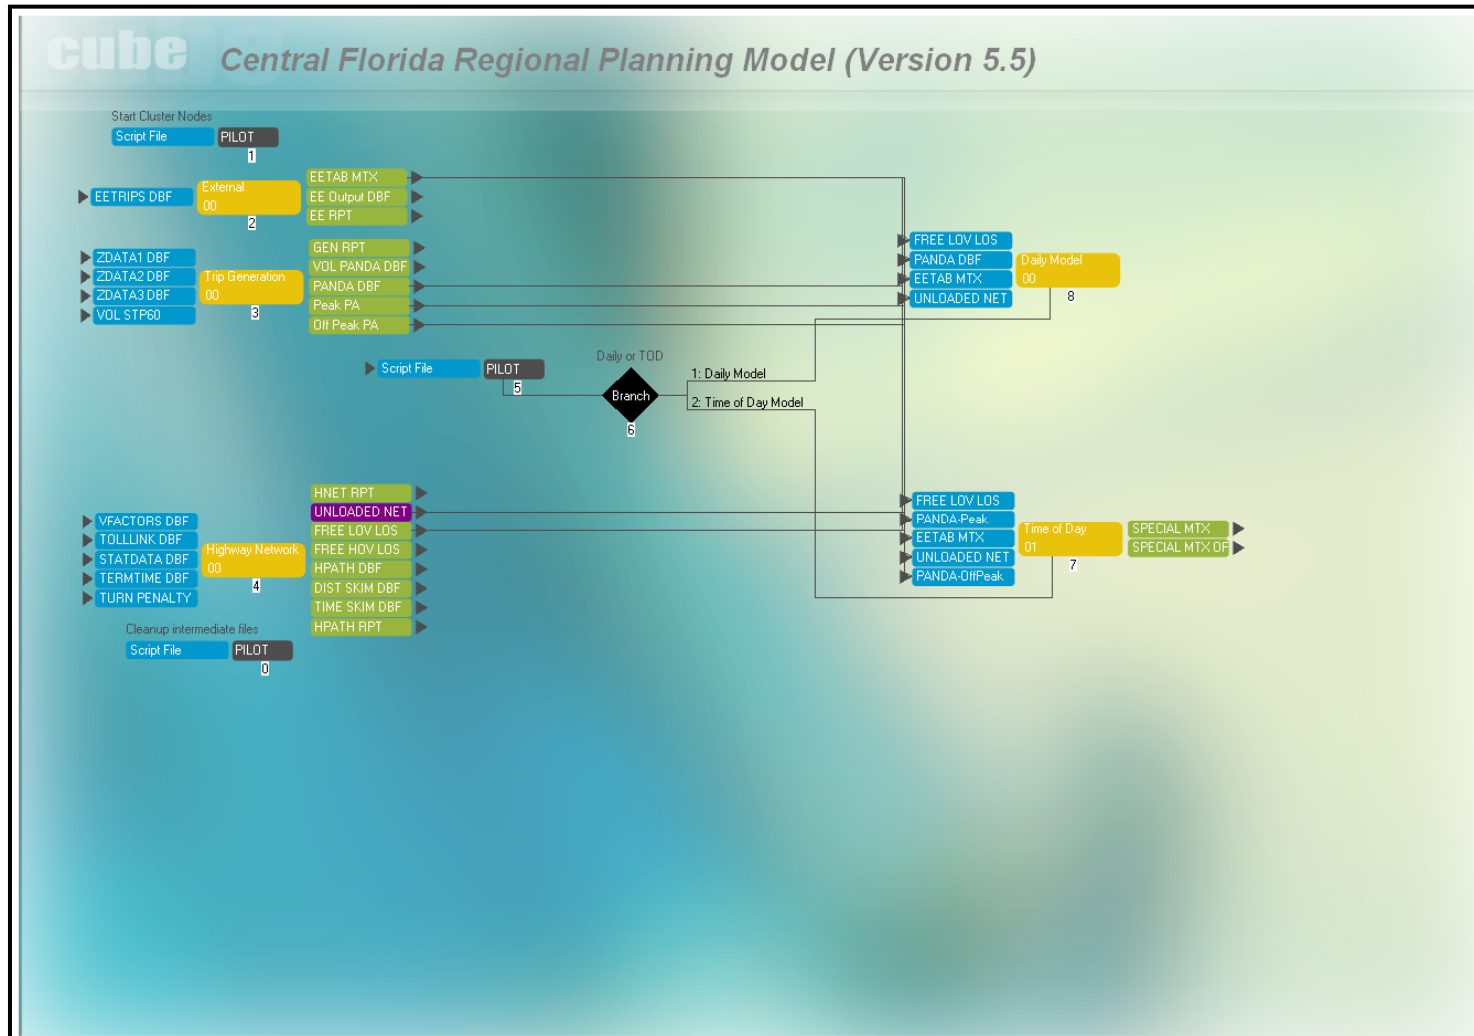 cube
Central Florida Regional Planning Model (Version 5.5)
Start Cluster Nodes
Script File
PILOT
1
EETRIPS DBF
External
00
2
EETAB MTX
EE Output DBF
EE RPT
ZDATA1 DBF
ZDATA2 DBF
ZDATA3 DBF
VOL STP60
Trip Generation
00
3
GEN RPT
VOL PANDA DBF
PANDA DBF
Peak PA
Off Peak PA
FREE LOV LOS
PANDA DBF
EETAB MTX
UNLOADED NET
Daily Model
00
8
Script File
PILOT
5
Daily or TOD
Branch
6
1: Daily Model
2: Time of Day Model
VFACTORS DBF
TOLLLINK DBF
STATDATA DBF
TERMTIME DBF
TURN PENALTY
Highway Network
00
4
HNET RPT
UNLOADED NET
FREE LOV LOS
FREE HOV LOS
HPATH DBF
DIST SKIM DBF
TIME SKIM DBF
HPATH RPT
FREE LOV LOS
PANDA-Peak
EETAB MTX
UNLOADED NET
PANDA-OffPeak
Time of Day
01
7
SPECIAL MTX
SPECIAL MTX OF
Cleanup intermediate files
Script File
PILOT
0